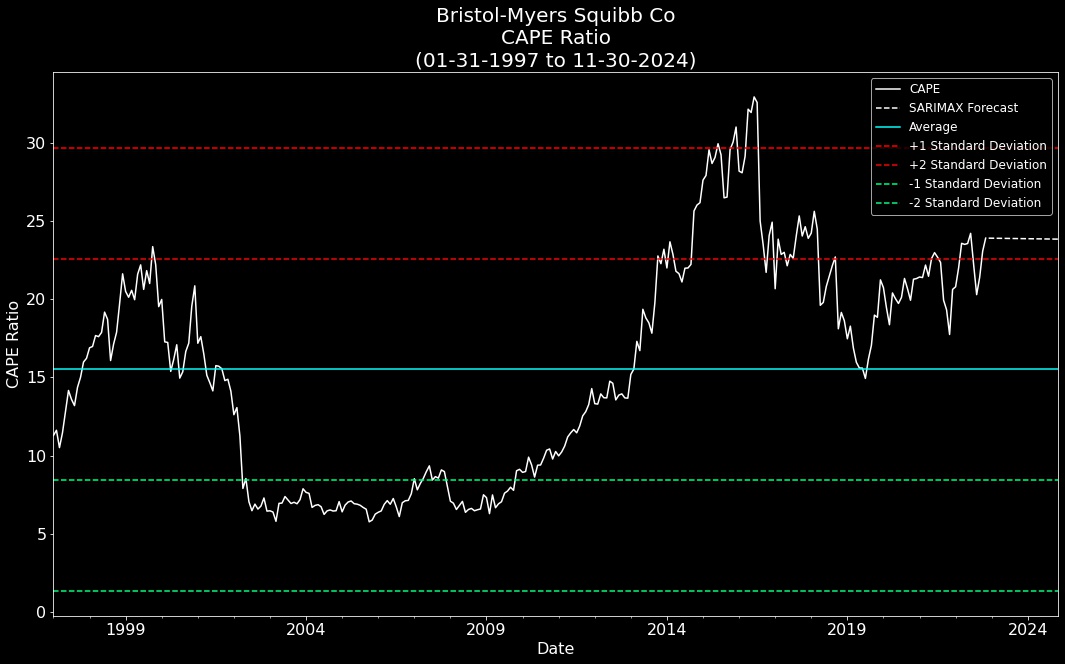 Bristol-Myers Squibb Co
CAPE Ratio
(01-31-1997 to 11-30-2024)
CAPE
SARIMAX Forecast
Average
+1 Standard Deviation
+2 Standard Deviation
-1 Standard Deviation
-2 Standard Deviation
CAPE Ratio
30
25
20
15
10
5
0
1999 2004 2009 2014 2019 2024
Date